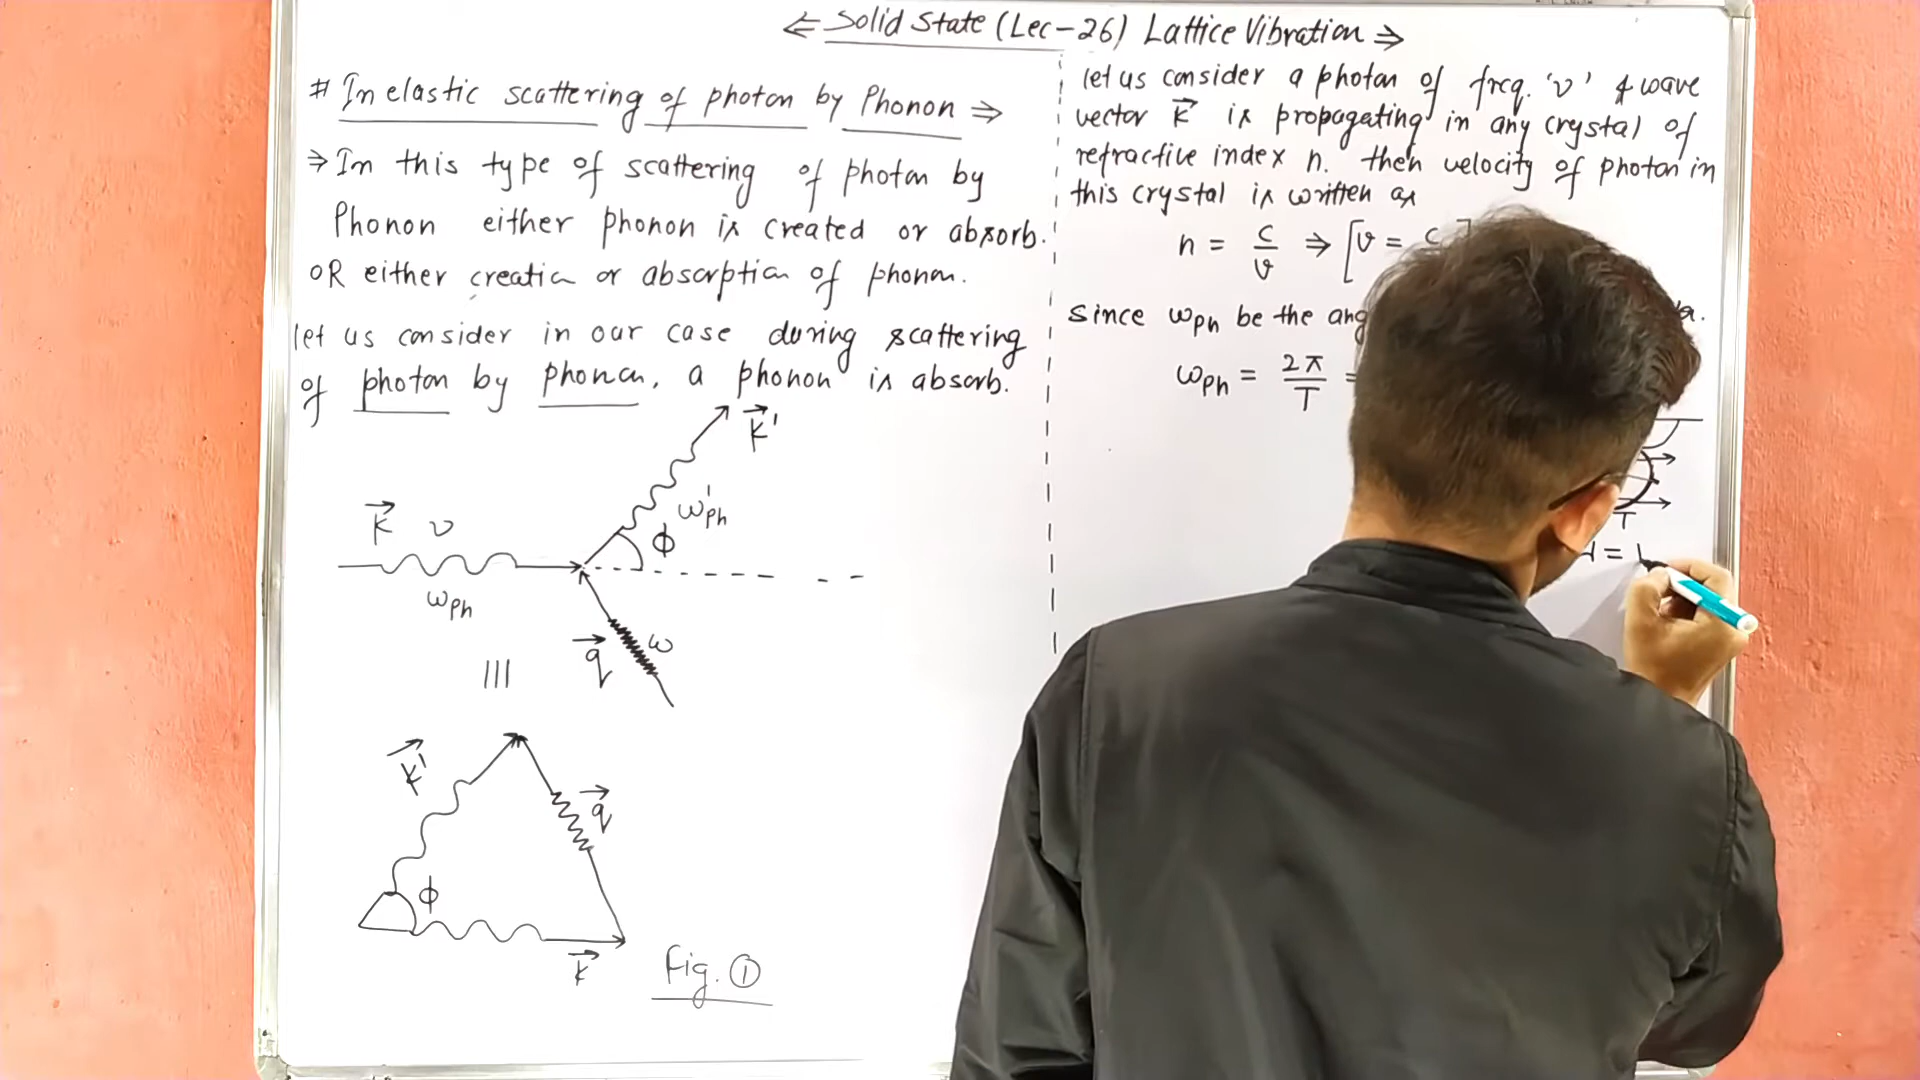 ⇐ Solid State (Lec-26) Lattice Vibration ⇒
# Inelastic scattering of photon by Phonon ⇒
⇒ In this type of scattering of photon by
Phonon either phonon is created or absorb.
OR either creation or absorption of phonon.
let us consider in our case during scattering
of photon by phonon, a phonon is absorb.
k⃗'
ω'ph
k⃗ ν
ϕ
ωph
q⃗ ω
|||
k⃗'
q⃗
ϕ
k⃗
Fig. ①
let us consider a photon of freq. 'ν' & wave
vector k⃗ is propagating in any crystal of
refractive index n. then velocity of photon in
this crystal is written as
n = c/v ⇒ [v = c
since ωph be the ang
ωph = 2π/T =
T
=